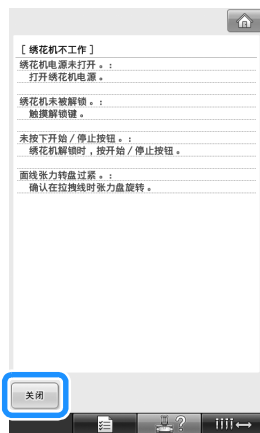 [ 绣花机不工作 ]
绣花机电源未打开。:
打开绣花机电源。
绣花机未被解锁。:
触摸解锁键。
未按下开始 / 停止按钮。:
绣花机解锁时，按开始 / 停止按钮。
面线张力转盘过紧。:
确认在拉拽线时张力盘旋转。
关闭
?